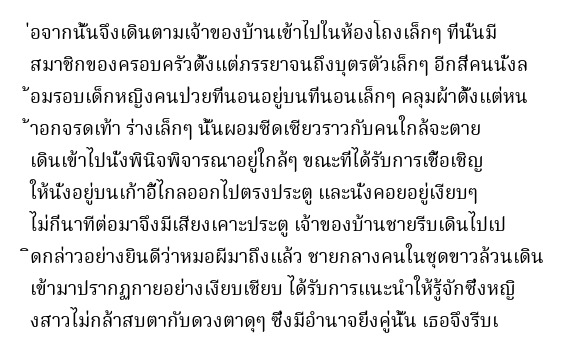 ่อจากนั้นจึงเดินตามเจ้าของบ้านเข้าไปในห้องโถงเล็กๆ ที่นั่นมี
สมาชิกของครอบครัวตั้งแต่ภรรยาจนถึงบุตรตัวเล็กๆ อีกสี่คนนั่งล
้อมรอบเด็กหญิงคนป่วยที่นอนอยู่บนที่นอนเล็กๆ คลุมผ้าตั้งแต่หน
้าอกจรดเท้า ร่างเล็กๆ นั้นผอมซีดเซียวราวกับคนใกล้จะตาย
เดินเข้าไปนั่งพินิจพิจารณาอยู่ใกล้ๆ ขณะที่ได้รับการเชื้อเชิญ
ให้นั่งอยู่บนเก้าอี้ไกลออกไปตรงประตู และนั่งคอยอยู่เงียบๆ
ไม่กี่นาทีต่อมาจึงมีเสียงเคาะประตู เจ้าของบ้านชายรีบเดินไปเป
ิดกล่าวอย่างยินดีว่าหมอผีมาถึงแล้ว ชายกลางคนในชุดขาวล้วนเดิน
เข้ามาปรากฏกายอย่างเงียบเชียบ ได้รับการแนะนำให้รู้จักซึ่งหญิ
งสาวไม่กล้าสบตากับดวงตาดุๆ ซึ่งมีอำนาจยิ่งคู่นั้น เธอจึงรีบเ